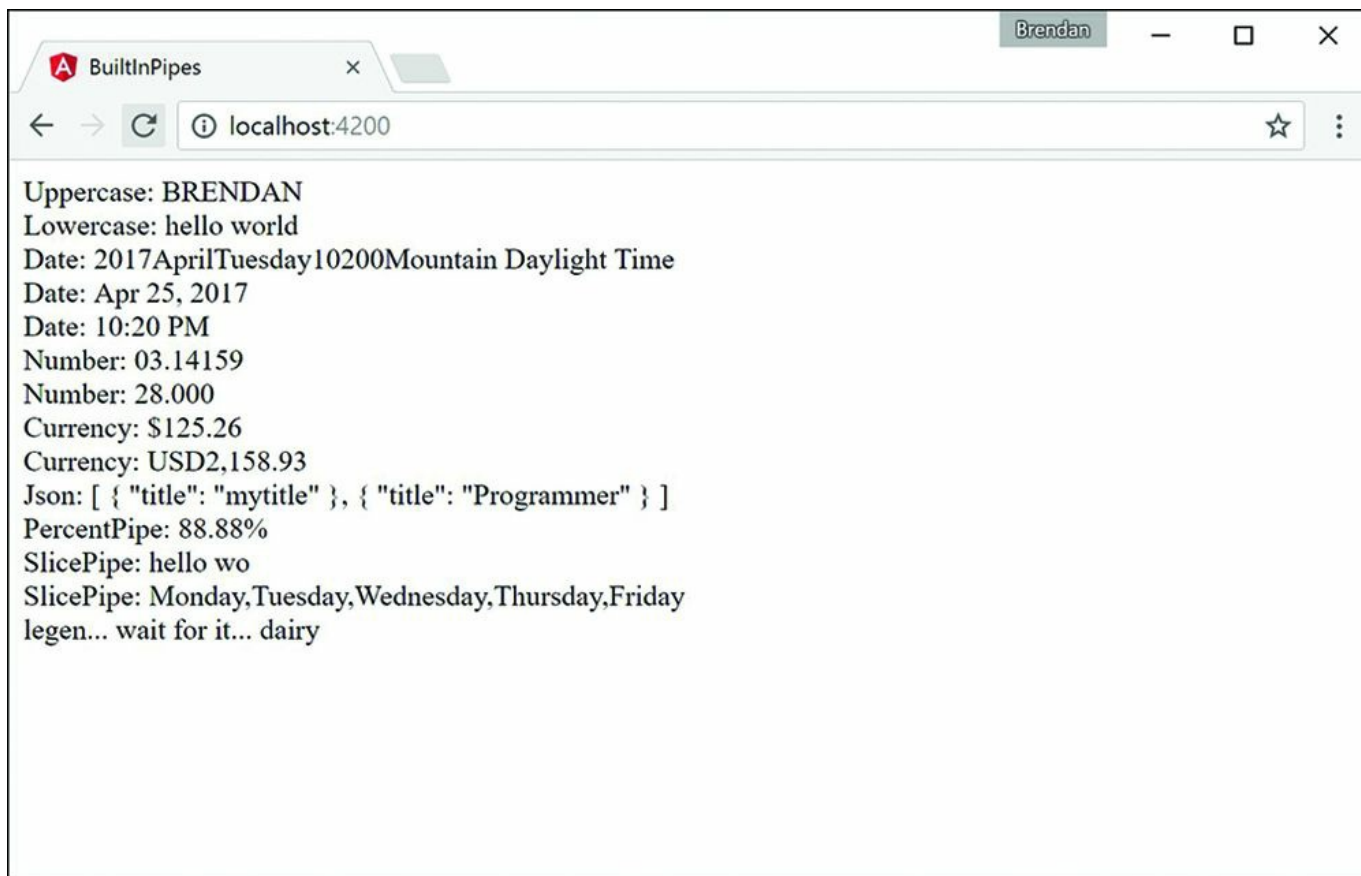 Brendan
BuiltInPipes
localhost:4200
Uppercase: BRENDAN
Lowercase: hello world
Date: 2017AprilTuesday10200Mountain Daylight Time
Date: Apr 25, 2017
Date: 10:20 PM
Number: 03.14159
Number: 28.000
Currency: $125.26
Currency: USD2,158.93
Json: [ { "title": "mytitle" }, { "title": "Programmer" } ]
PercentPipe: 88.88%
SlicePipe: hello wo
SlicePipe: Monday,Tuesday,Wednesday,Thursday,Friday
legen... wait for it... dairy